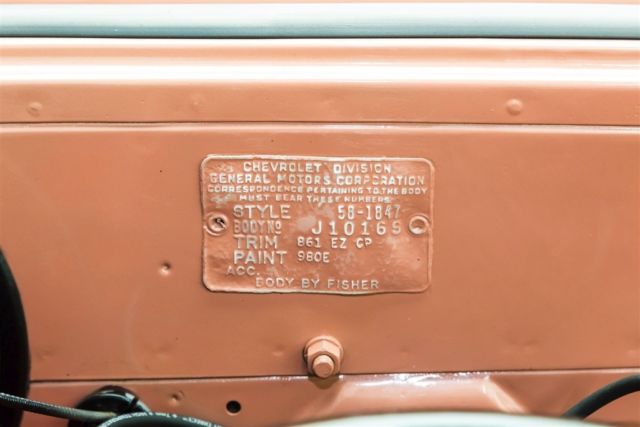 CHEVROLET DIVISION
GENERAL MOTORS CORPORATION
CORRESPONDENCE PERTAINING TO THE BODY
MUST BEAR THESE NUMBERS
STYLE 58-1847
BODY NO J10165
TRIM 861 EZ GP
PAINT 980E
ACC.
BODY BY FISHER